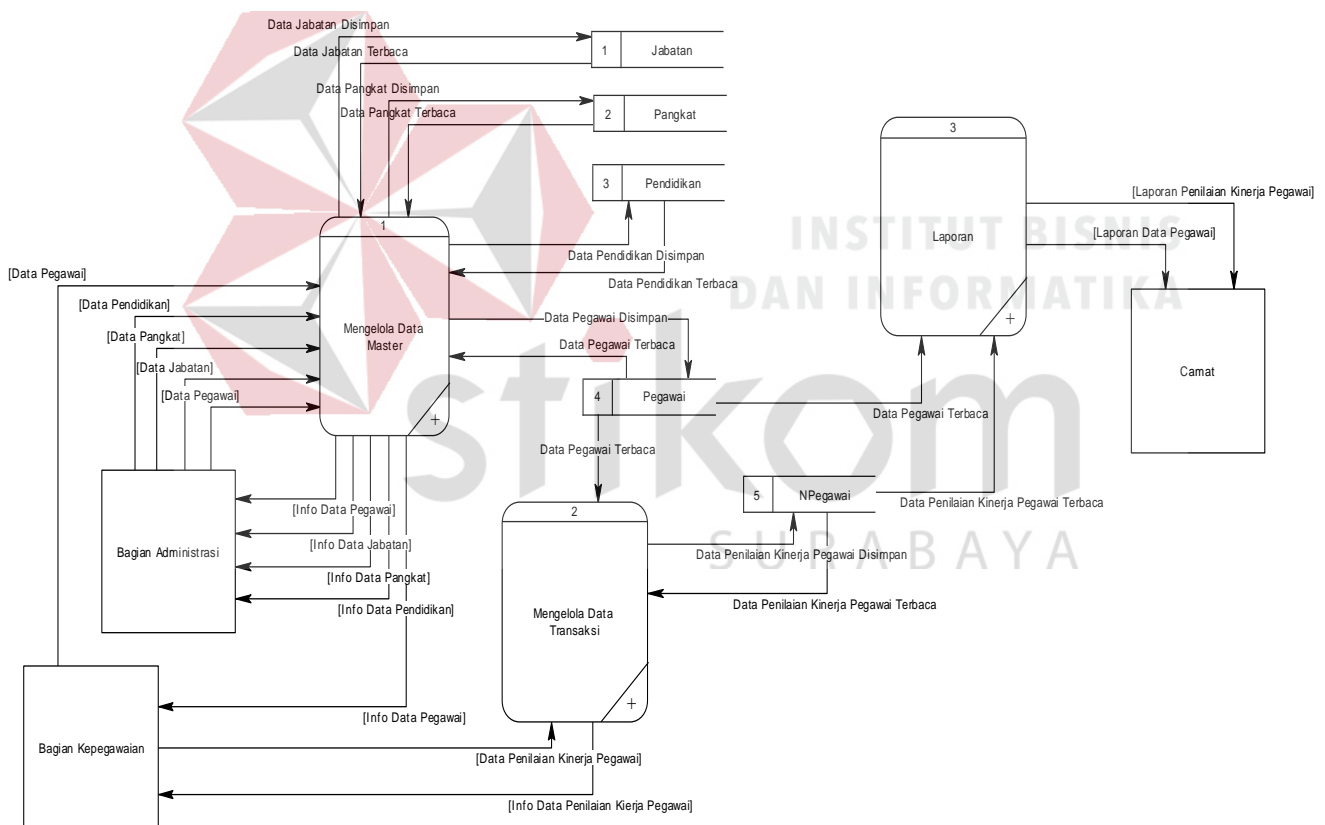 Data Jabatan Disimpan
Data Jabatan Terbaca
1 Jabatan
Data Pangkat Disimpan
Data Pangkat Terbaca
2 Pangkat
3 Pendidikan
Data Pendidikan Disimpan
Data Pendidikan Terbaca
1
Mengelola Data
Master
+
[Data Pegawai]
[Data Pendidikan]
[Data Pangkat]
[Data Jabatan]
[Data Pegawai]
Data Pegawai Disimpan
Data Pegawai Terbaca
4 Pegawai
Data Pegawai Terbaca
Data Pegawai Terbaca
3
Laporan
+
[Laporan Penilaian Kinerja Pegawai]
[Laporan Data Pegawai]
Camat
INSTITUT BISNIS
DAN INFORMATIKA
stikom
SURABAYA
5 NPegawai
Data Penilaian Kinerja Pegawai Terbaca
Data Penilaian Kinerja Pegawai Disimpan
Data Penilaian Kinerja Pegawai Terbaca
2
Mengelola Data
Transaksi
+
Bagian Administrasi
[Info Data Pegawai]
[Info Data Jabatan]
[Info Data Pangkat]
[Info Data Pendidikan]
[Info Data Pegawai]
Bagian Kepegawaian
[Data Penilaian Kinerja Pegawai]
[Info Data Penilaian Kierja Pegawai]